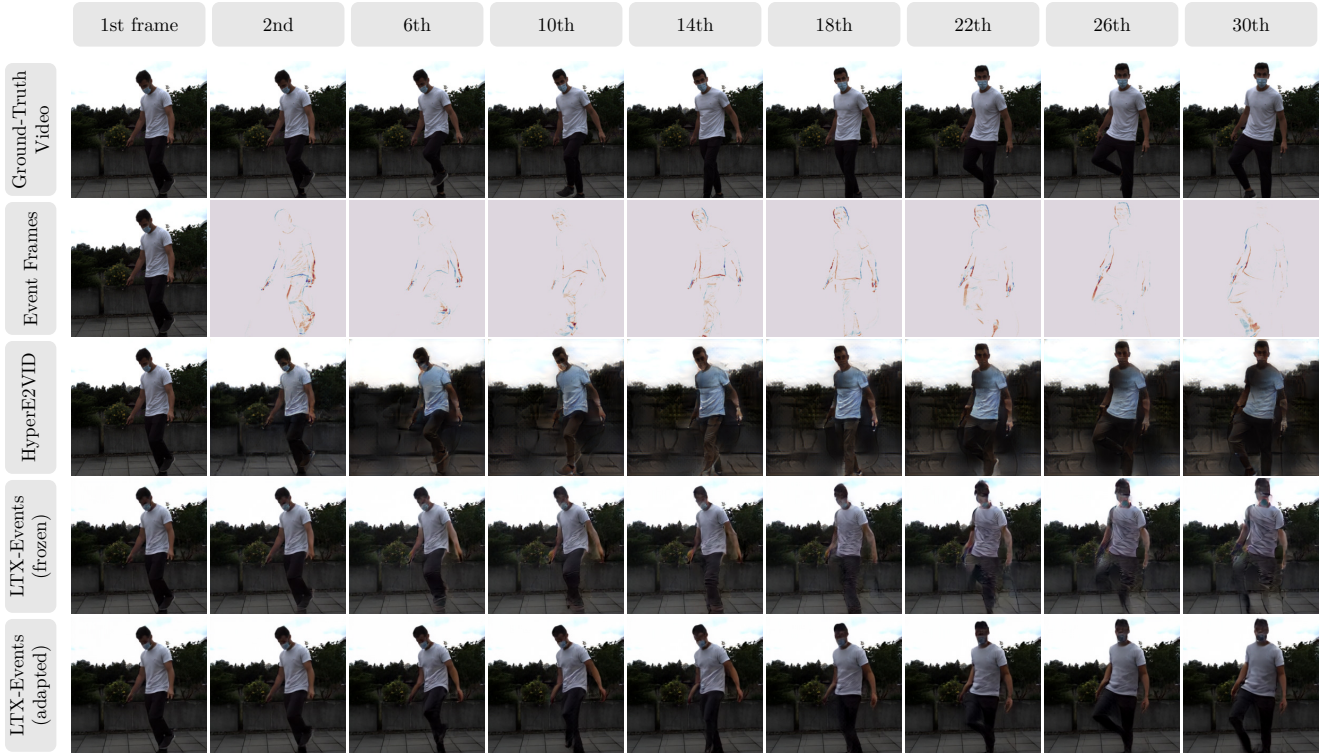 1st frame
2nd
6th
10th
14th
18th
22th
26th
30th
Ground-Truth
Video
Event Frames
HyperE2VID
LTX-Events
(frozen)
LTX-Events
(adapted)